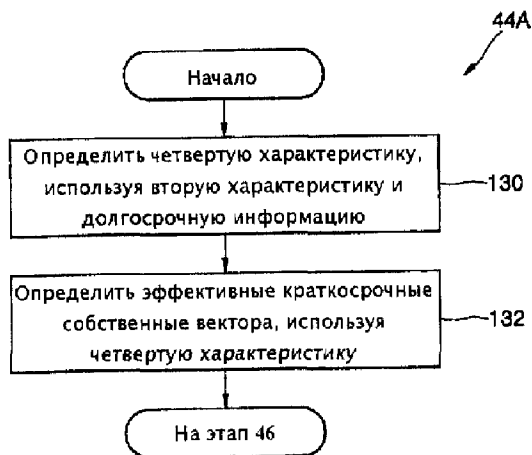 44A
Начало
Определить четвертую характеристику,
используя вторую характеристику и
долгосрочную информацию
130
Определить эффективные краткосрочные
собственные вектора, используя
четвертую характеристику
132
На этап 46